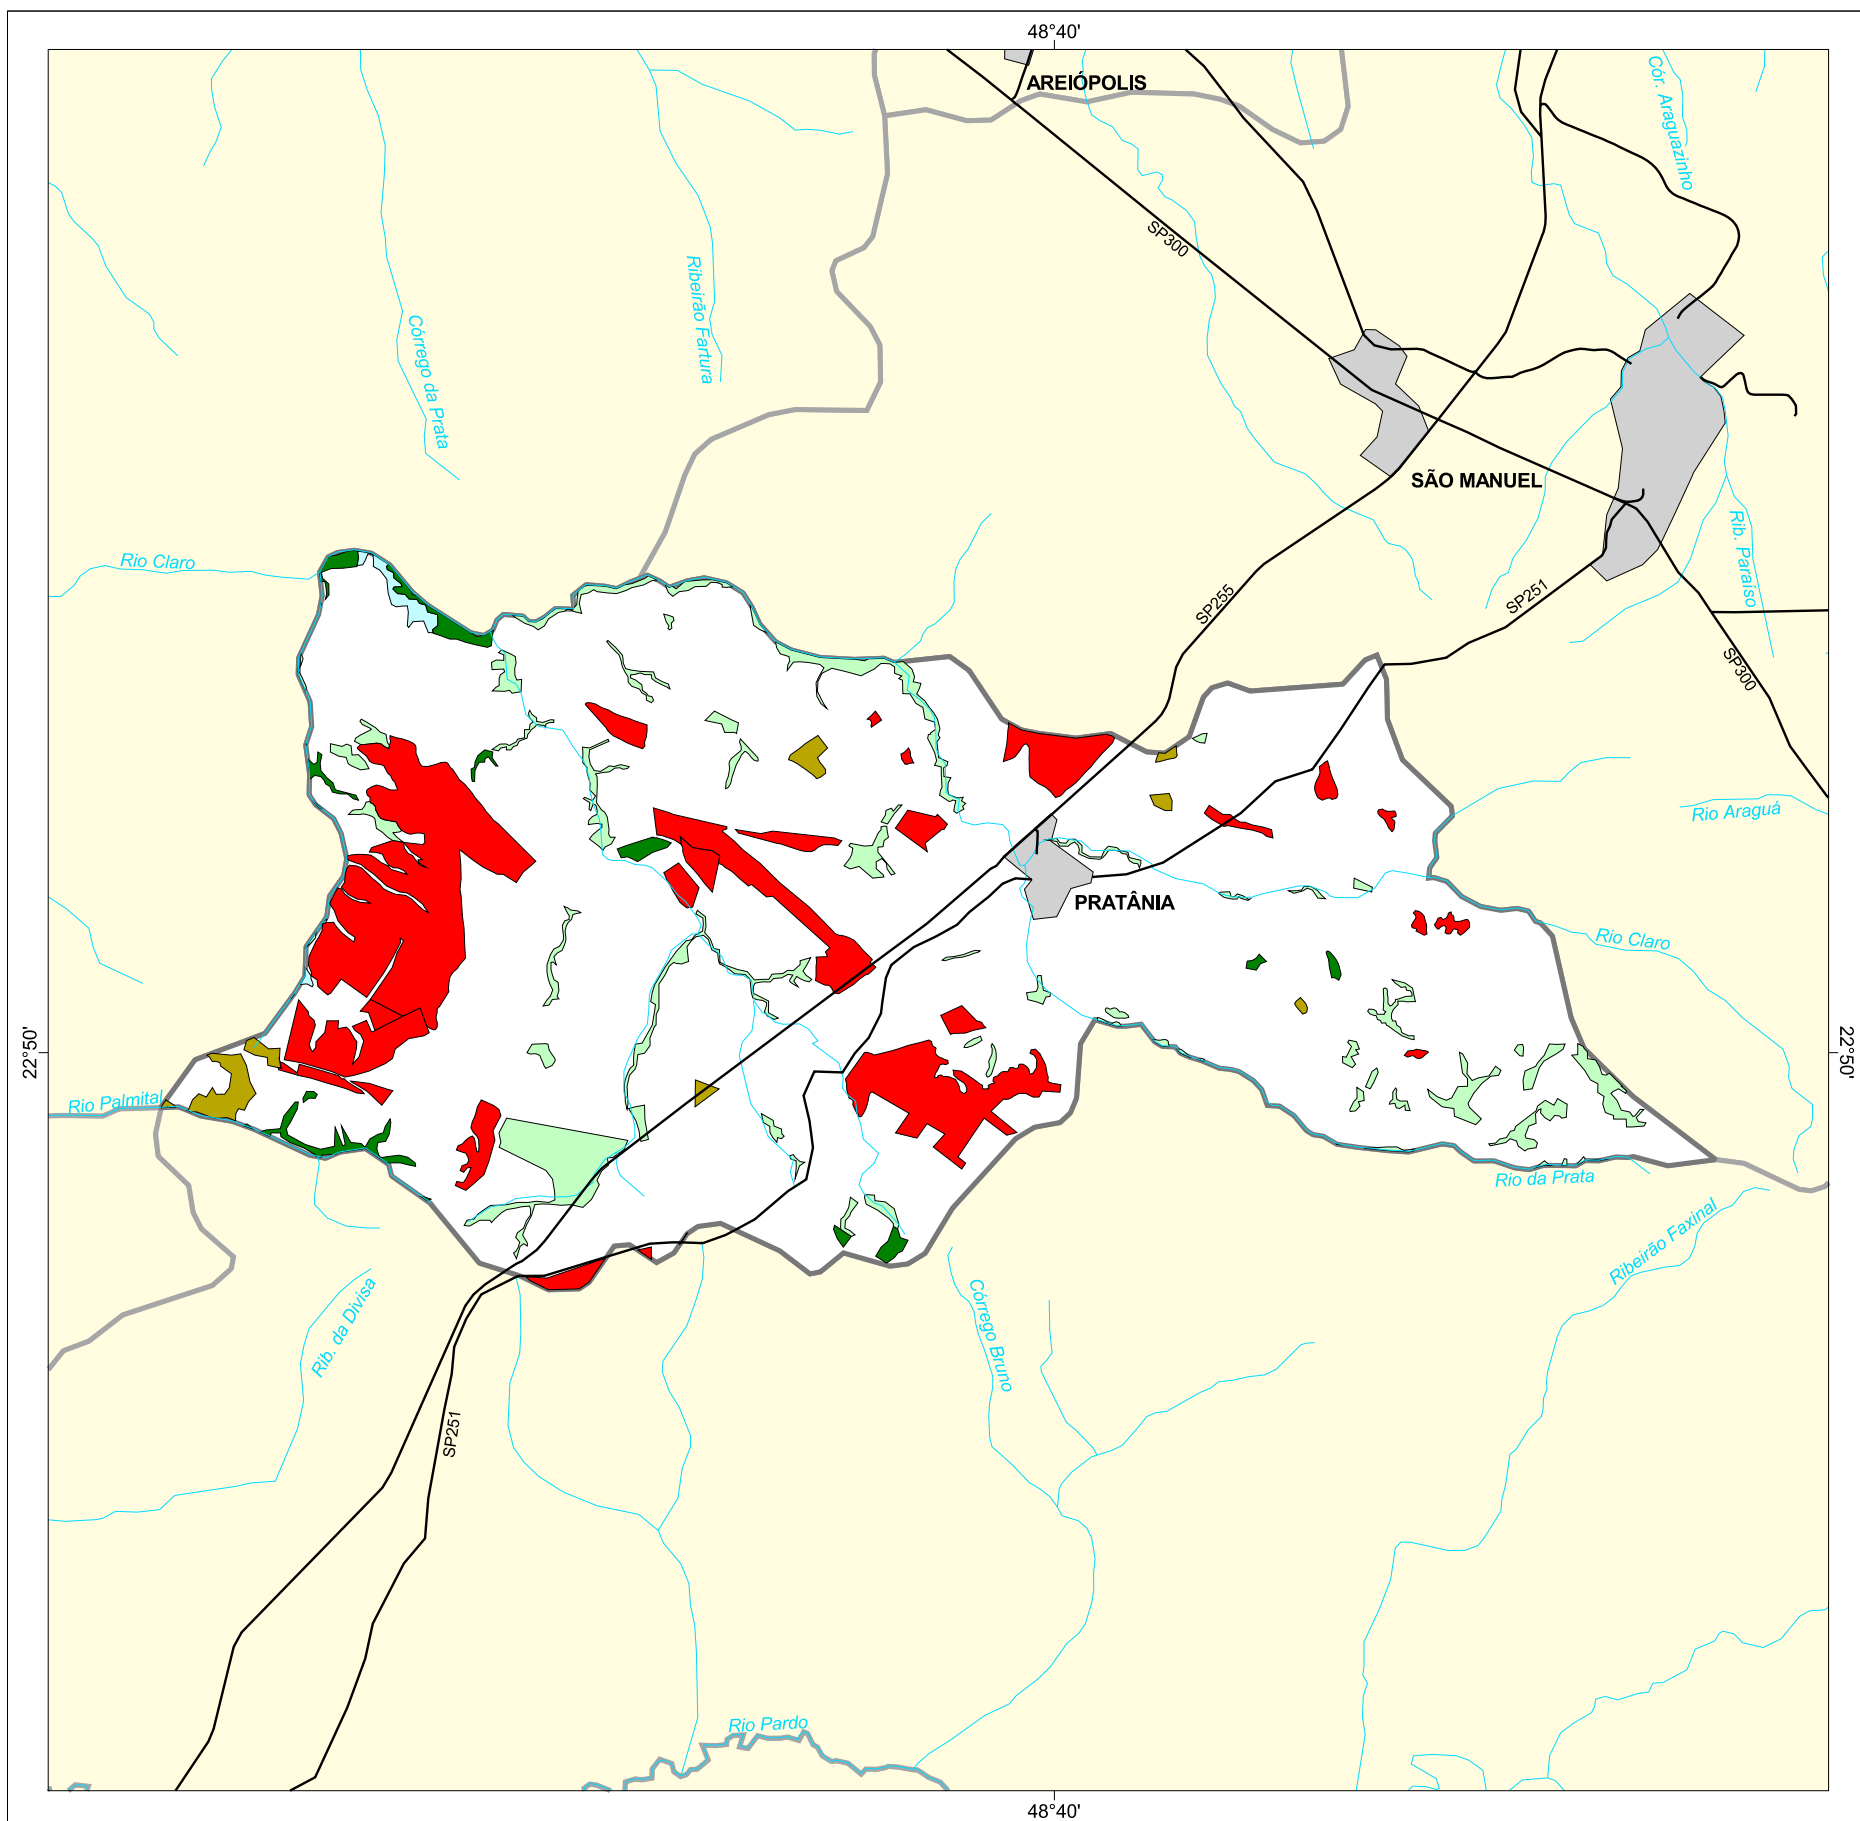 48°40'
AREIÓPOLIS
Cór. Araguazinho
SP300
Ribeirão Fartura
Córrego da Prata
SÃO MANUEL
Rib. Paraíso
Rio Claro
SP255
SP251
SP300
Rio Araguá
PRATÂNIA
Rio Claro
22°50'
22°50'
Rio Palmital
Rio da Prata
Ribeirão Faxinal
Rib. da Divisa
Córrego Bruno
SP251
Rio Pardo
48°40'